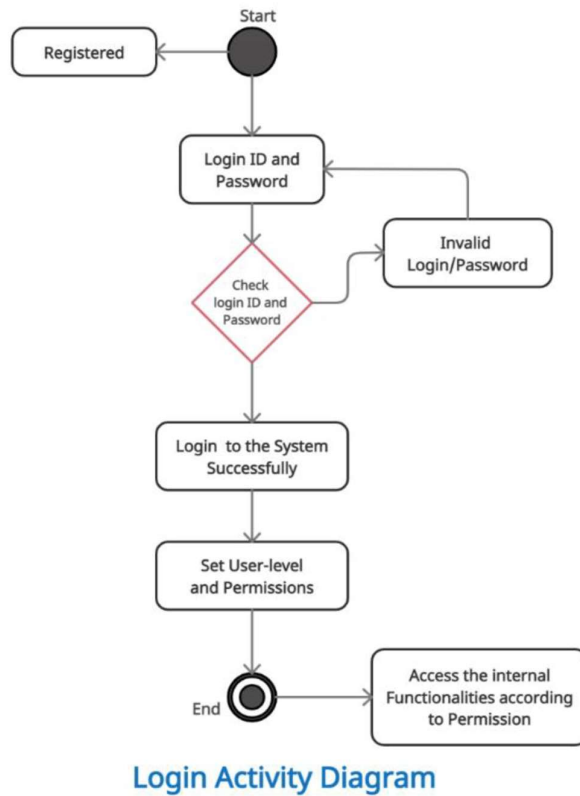 Start
Registered
Login ID and
Password
Invalid
Login/Password
Check
login ID and
Password
Login to the System
Successfully
Set User-level
and Permissions
End
Access the internal
Functionalities according
to Permission
Login Activity Diagram